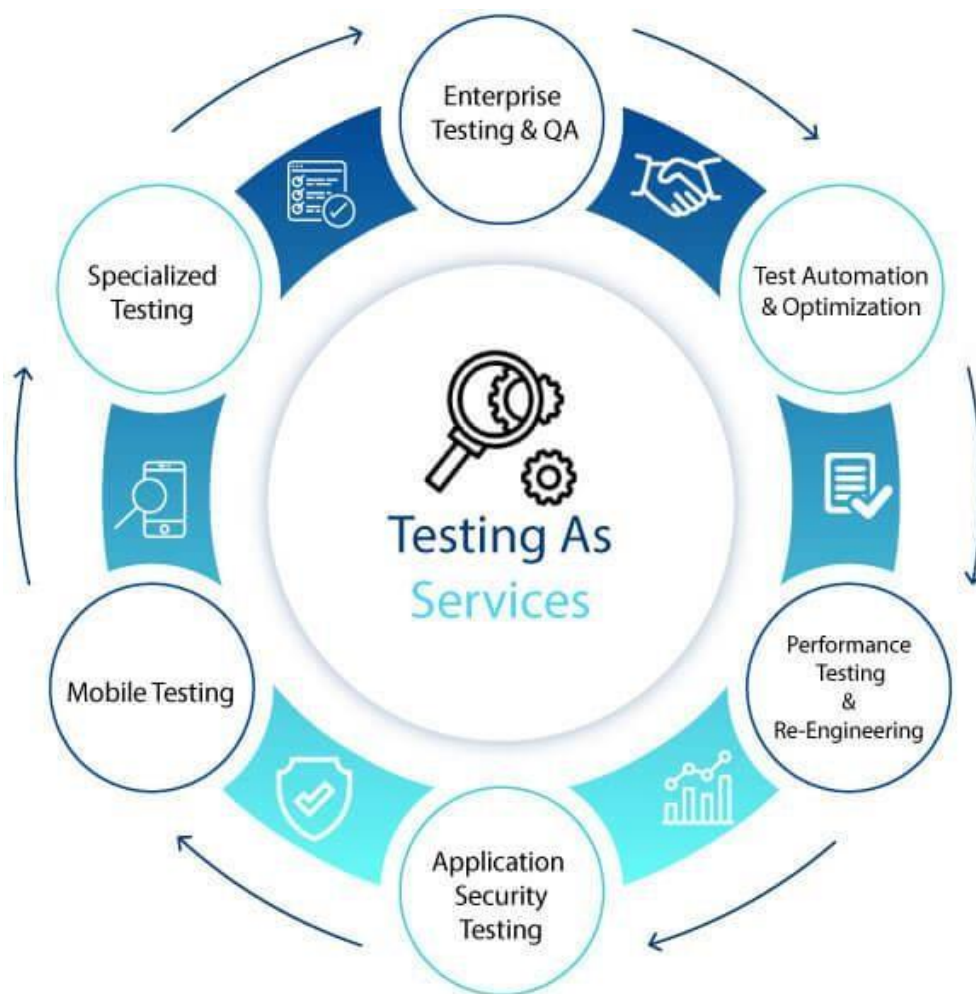 Enterprise
Testing & QA
Test Automation
& Optimization
Performance
Testing
&
Re-Engineering
Application
Security
Testing
Mobile Testing
Specialized
Testing
Testing As
Services